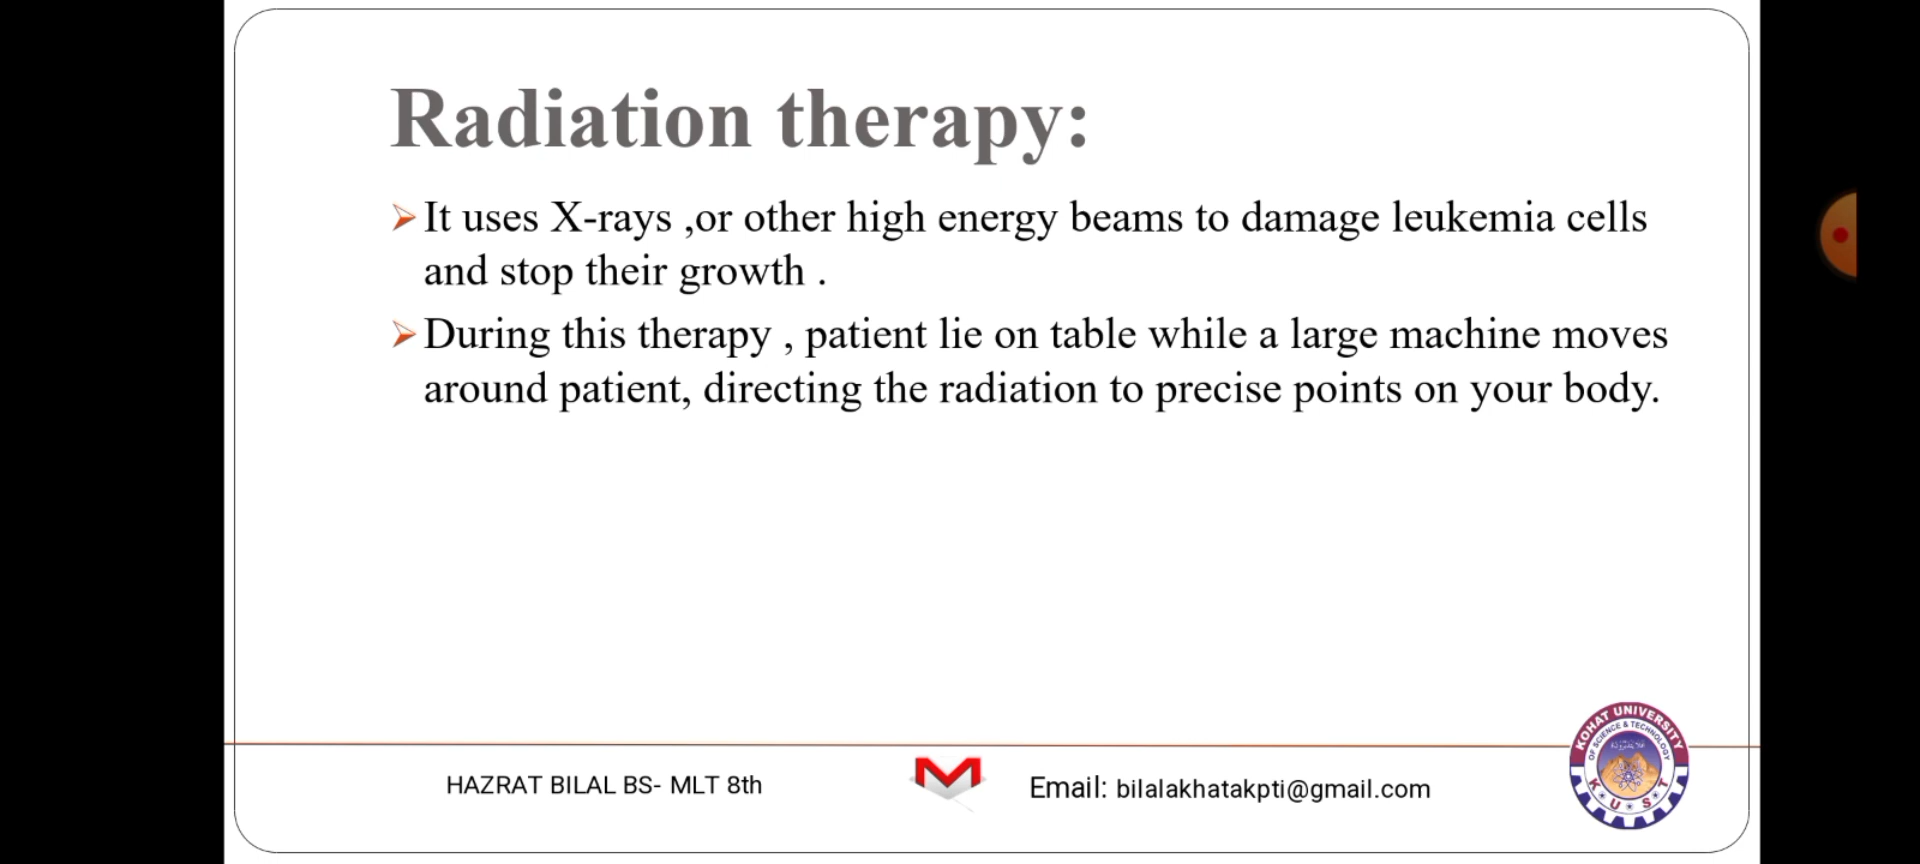 Radiation therapy:
It uses X-rays ,or other high energy beams to damage leukemia cells
and stop their growth .
During this therapy , patient lie on table while a large machine moves
around patient, directing the radiation to precise points on your body.
HAZRAT BILAL BS- MLT 8th
Email: bilalakhatakpti@gmail.com
KOHAT UNIVERSITY
OF SCIENCE & TECHNOLOGY
K U S T